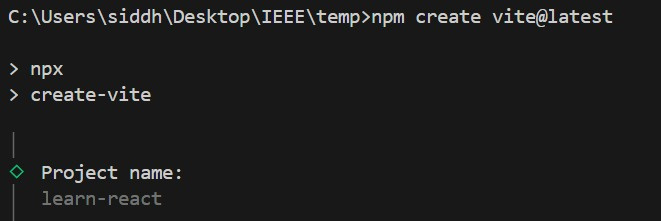 C:\Users\siddh\Desktop\IEEE\temp>npm create vite@latest
> npx
> create-vite
Project name:
learn-react